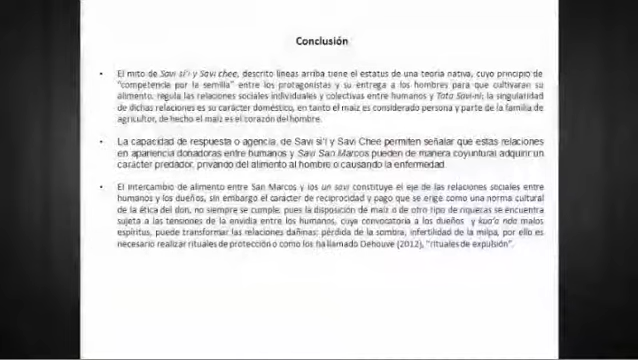 Conclusión
• El mito de Savi si'i y Savi chee, descrito líneas arriba tiene el estatus de una teoría nativa, cuyo principio de
"competencia por la semilla" entre los protagonistas y su entrega a los hombres para que cultivaran su
alimento, regula las relaciones sociales individuales y colectivas entre humanos y Tata Savi-ni; la singularidad
de dichas relaciones es su carácter doméstico, en tanto el maíz es considerado persona y parte de la familia de
agricultor, de hecho el maíz es el corazón del hombre.
• La capacidad de respuesta o agencia, de Savi si'i y Savi Chee permiten señalar que estas relaciones
en apariencia donadoras entre humanos y Savi San Marcos pueden de manera coyuntural adquirir un
carácter predador, privando del alimento al hombre o causando la enfermedad.
• El intercambio de alimento entre San Marcos y los un savi constituye el eje de las relaciones sociales entre
humanos y los dueños, sin embargo el carácter de reciprocidad y pago que se erige como una norma cultural
de la ética del don, no siempre se cumple, pues la disposición de maíz o de otro tipo de riquezas se encuentra
sujeta a las tensiones de la envidia entre los humanos, cuya convocatoria a los dueños y kuo'o ndo malos
espíritus, puede transformar las relaciones dañinas: pérdida de la sombra, infertilidad de la milpa, por ello es
necesario realizar rituales de protección o como los ha llamado Dehouve (2012), "rituales de expulsión".